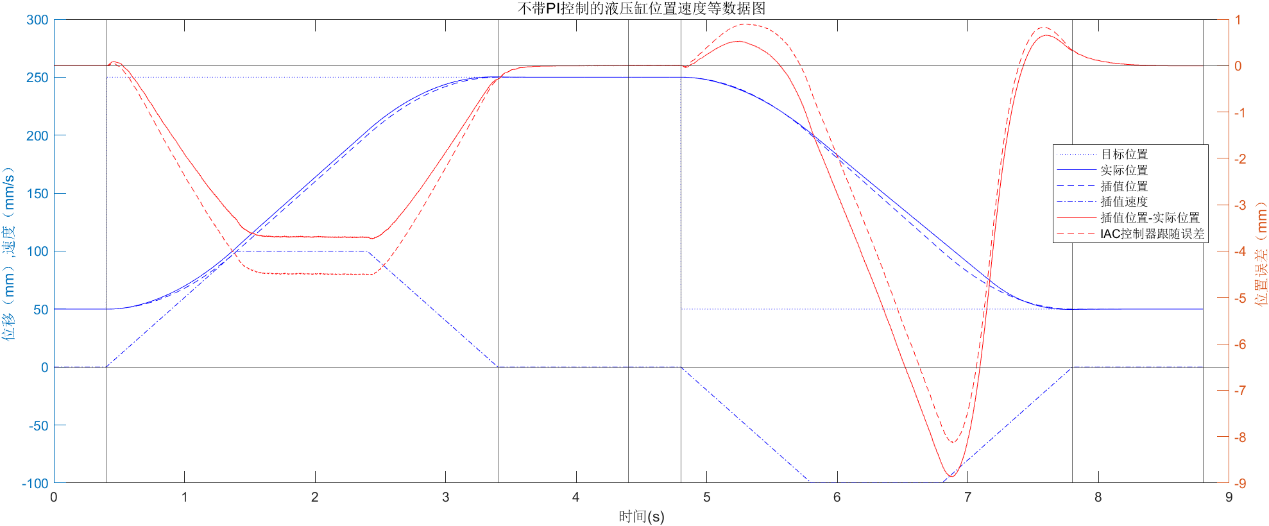 不带PI控制的液压缸位置速度等数据图
300
250
200
150
100
50
0
-50
-100
位移（mm）,速度（mm/s）
1
0
-1
-2
-3
-4
-5
-6
-7
-8
-9
位置误差（mm）
目标位置
实际位置
插值位置
插值速度
插值位置-实际位置
IAC控制器跟随误差
0 1 2 3 4 5 6 7 8 9
时间(s)